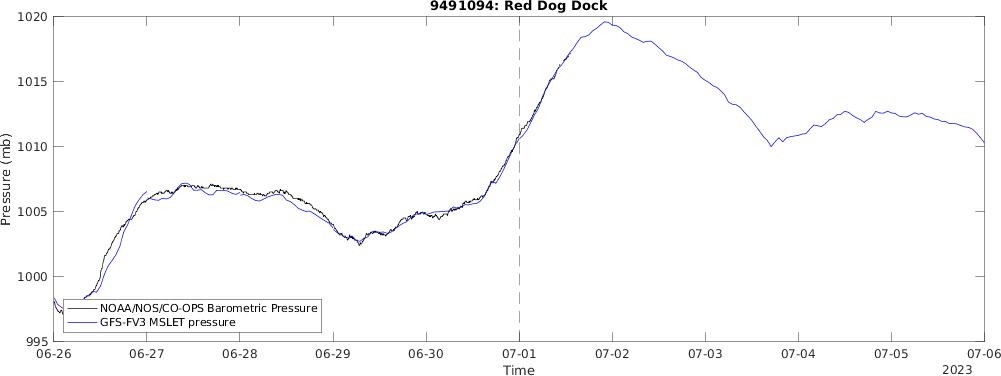 9491094: Red Dog Dock
1020
1015
1010
1005
1000
995
Pressure (mb)
NOAA/NOS/CO-OPS Barometric Pressure
GFS-FV3 MSLET pressure
06-26 06-27 06-28 06-29 06-30 07-01 07-02 07-03 07-04 07-05 07-06
Time
2023